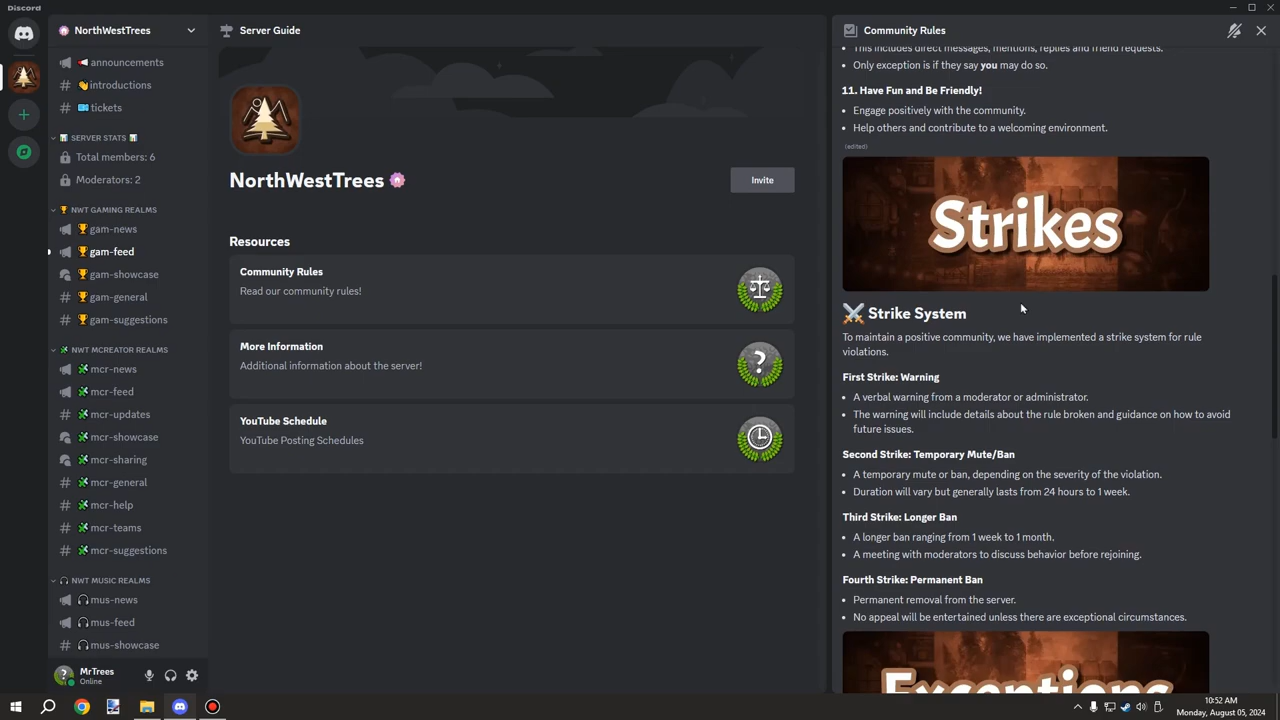 Discord
NorthWestTrees
announcements
introductions
tickets
SERVER STATS
Total members: 6
Moderators: 2
NWT GAMING REALMS
gam-news
gam-feed
gam-showcase
gam-general
gam-suggestions
NWT MCREATOR REALMS
mcr-news
mcr-feed
mcr-updates
mcr-showcase
mcr-sharing
mcr-general
mcr-help
mcr-teams
mcr-suggestions
NWT MUSIC REALMS
mus-news
mus-feed
mus-showcase
MrTrees
Online
Server Guide
NorthWestTrees
Invite
Resources
Community Rules
Read our community rules!
More Information
Additional information about the server!
?
YouTube Schedule
YouTube Posting Schedules
Community Rules
• This includes direct messages, mentions, replies and friend requests.
• Only exception is if they say you may do so.
11. Have Fun and Be Friendly!
• Engage positively with the community.
• Help others and contribute to a welcoming environment.
(edited)
Strikes
Strike System
To maintain a positive community, we have implemented a strike system for rule
violations.
First Strike: Warning
• A verbal warning from a moderator or administrator.
• The warning will include details about the rule broken and guidance on how to avoid
future issues.
Second Strike: Temporary Mute/Ban
• A temporary mute or ban, depending on the severity of the violation.
• Duration will vary but generally lasts from 24 hours to 1 week.
Third Strike: Longer Ban
• A longer ban ranging from 1 week to 1 month.
• A meeting with moderators to discuss behavior before rejoining.
Fourth Strike: Permanent Ban
• Permanent removal from the server.
• No appeal will be entertained unless there are exceptional circumstances.
Exceptions
10:52 AM
Monday, August 05, 2024